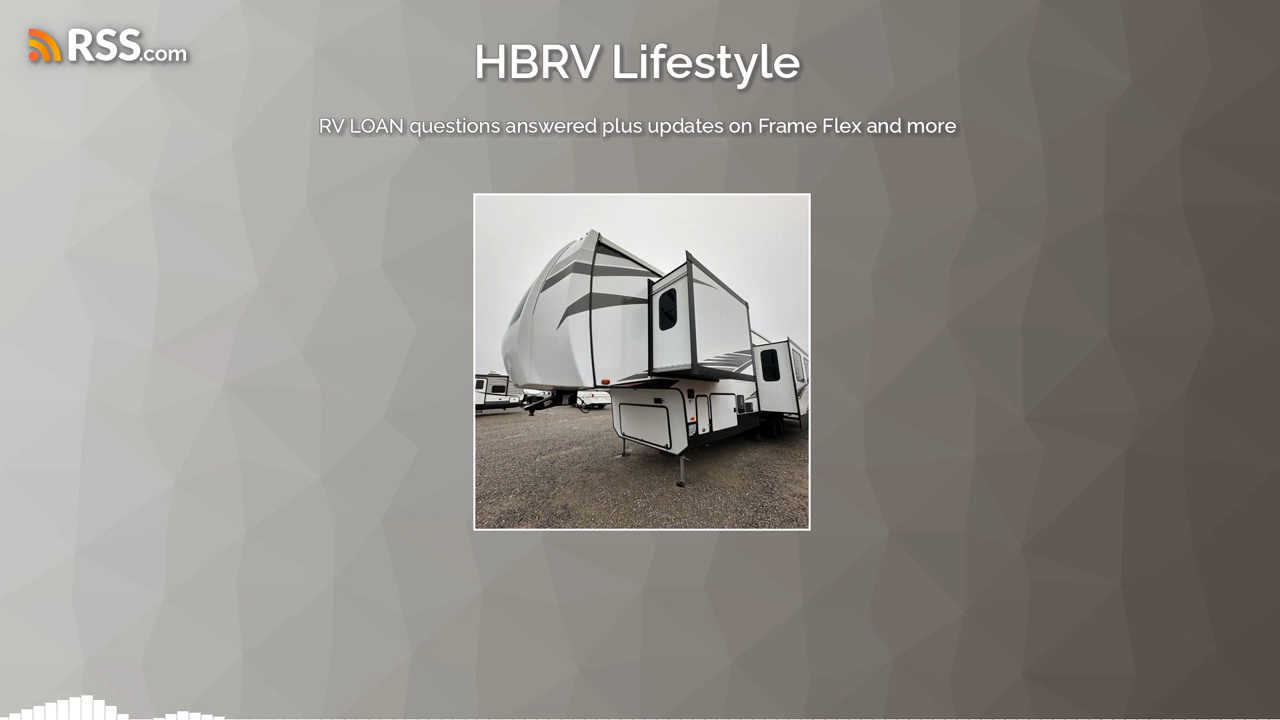 RSS.com
HBRV Lifestyle
RV LOAN questions answered plus updates on Frame Flex and more